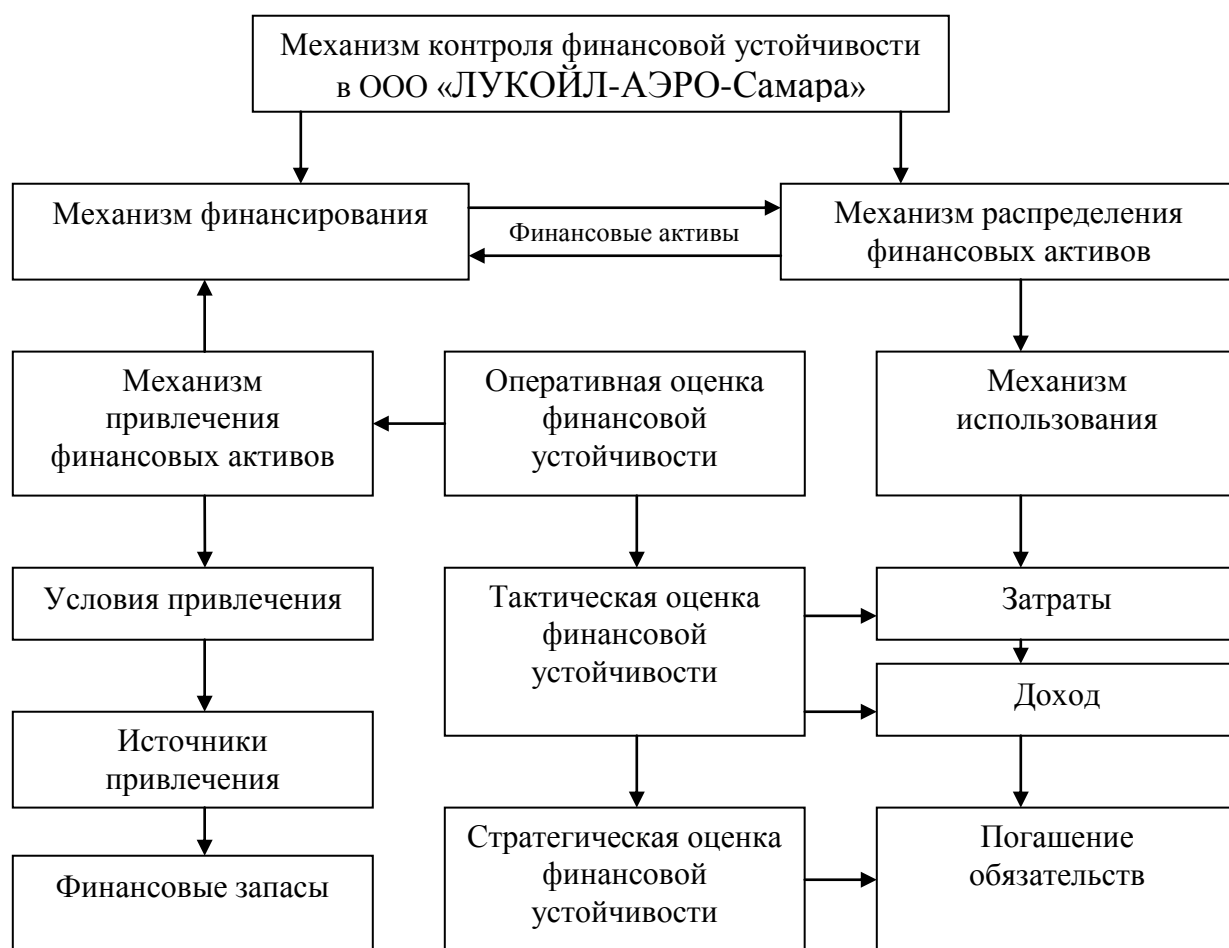 Механизм контроля финансовой устойчивости
в ООО «ЛУКОЙЛ-АЭРО-Самара»
Механизм финансирования
Финансовые активы
Механизм распределения
финансовых активов
Механизм
привлечения
финансовых активов
Оперативная оценка
финансовой
устойчивости
Механизм
использования
Условия привлечения
Тактическая оценка
финансовой
устойчивости
Затраты
Доход
Источники
привлечения
Стратегическая оценка
финансовой
устойчивости
Погашение
обязательств
Финансовые запасы